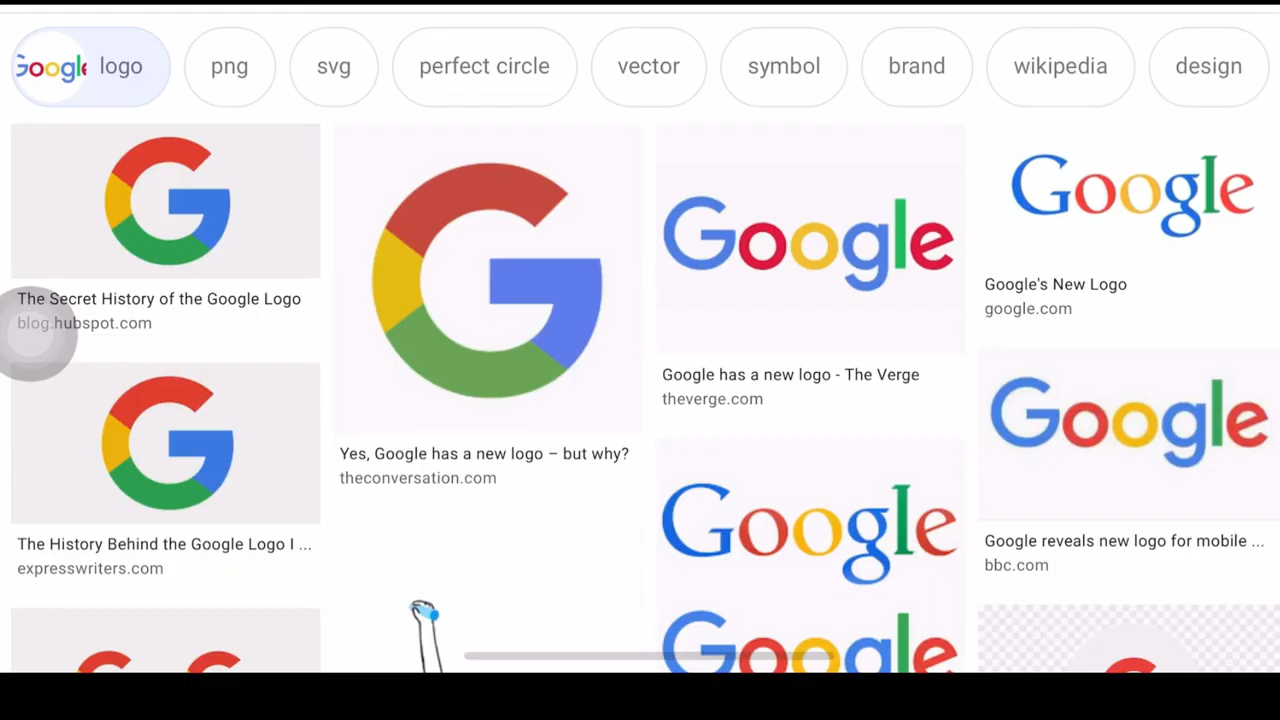 Google logo
png
svg
perfect circle
vector
symbol
brand
wikipedia
design
The Secret History of the Google Logo
blog.hubspot.com
The History Behind the Google Logo I ...
expresswriters.com
G
G
G
Yes, Google has a new logo – but why?
theconversation.com
Google
Google has a new logo - The Verge
theverge.com
Google
Google
Google
Google's New Logo
google.com
Google
Google reveals new logo for mobile ...
bbc.com